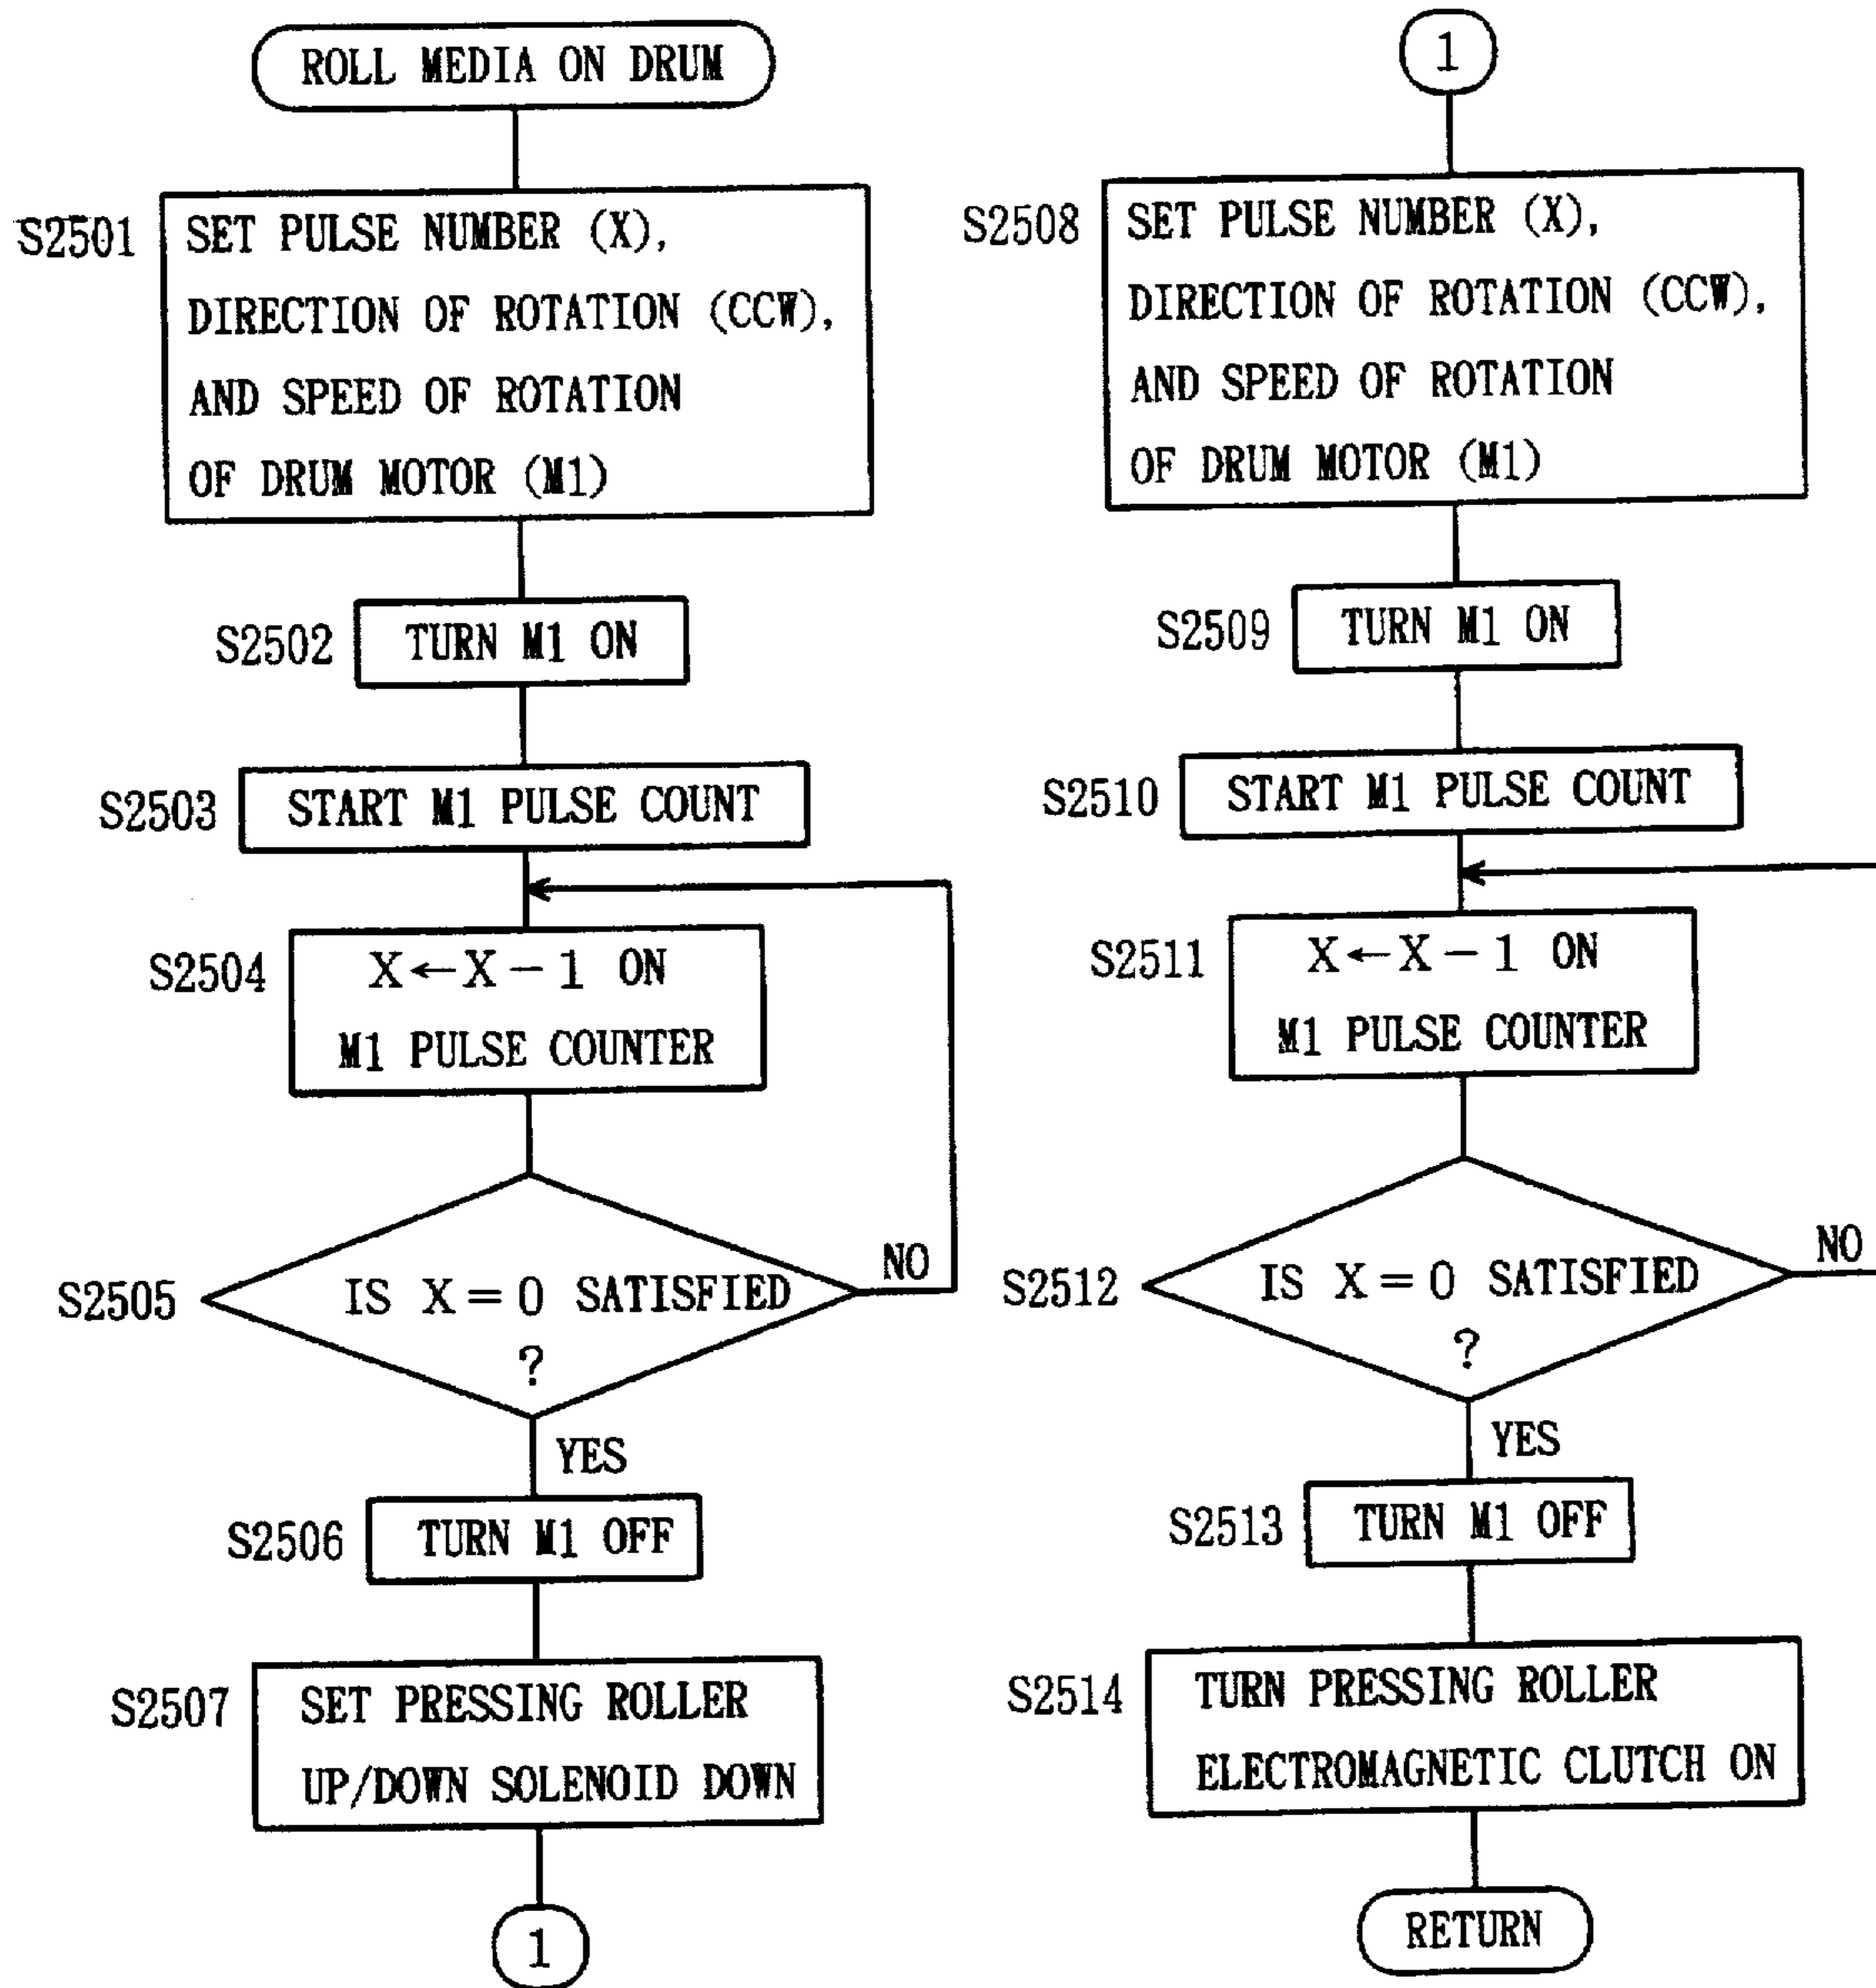 ROLL MEDIA ON DRUM
S2501
SET PULSE NUMBER (X),
DIRECTION OF ROTATION (CCW),
AND SPEED OF ROTATION
OF DRUM MOTOR (M1)
S2502
TURN M1 ON
S2503
START M1 PULSE COUNT
S2504
X←X−1 ON
M1 PULSE COUNTER
S2505
IS X=0 SATISFIED
?
NO
YES
S2506
TURN M1 OFF
S2507
SET PRESSING ROLLER
UP/DOWN SOLENOID DOWN
1
1
S2508
SET PULSE NUMBER (X),
DIRECTION OF ROTATION (CCW),
AND SPEED OF ROTATION
OF DRUM MOTOR (M1)
S2509
TURN M1 ON
S2510
START M1 PULSE COUNT
S2511
X←X−1 ON
M1 PULSE COUNTER
S2512
IS X=0 SATISFIED
?
NO
YES
S2513
TURN M1 OFF
S2514
TURN PRESSING ROLLER
ELECTROMAGNETIC CLUTCH ON
RETURN